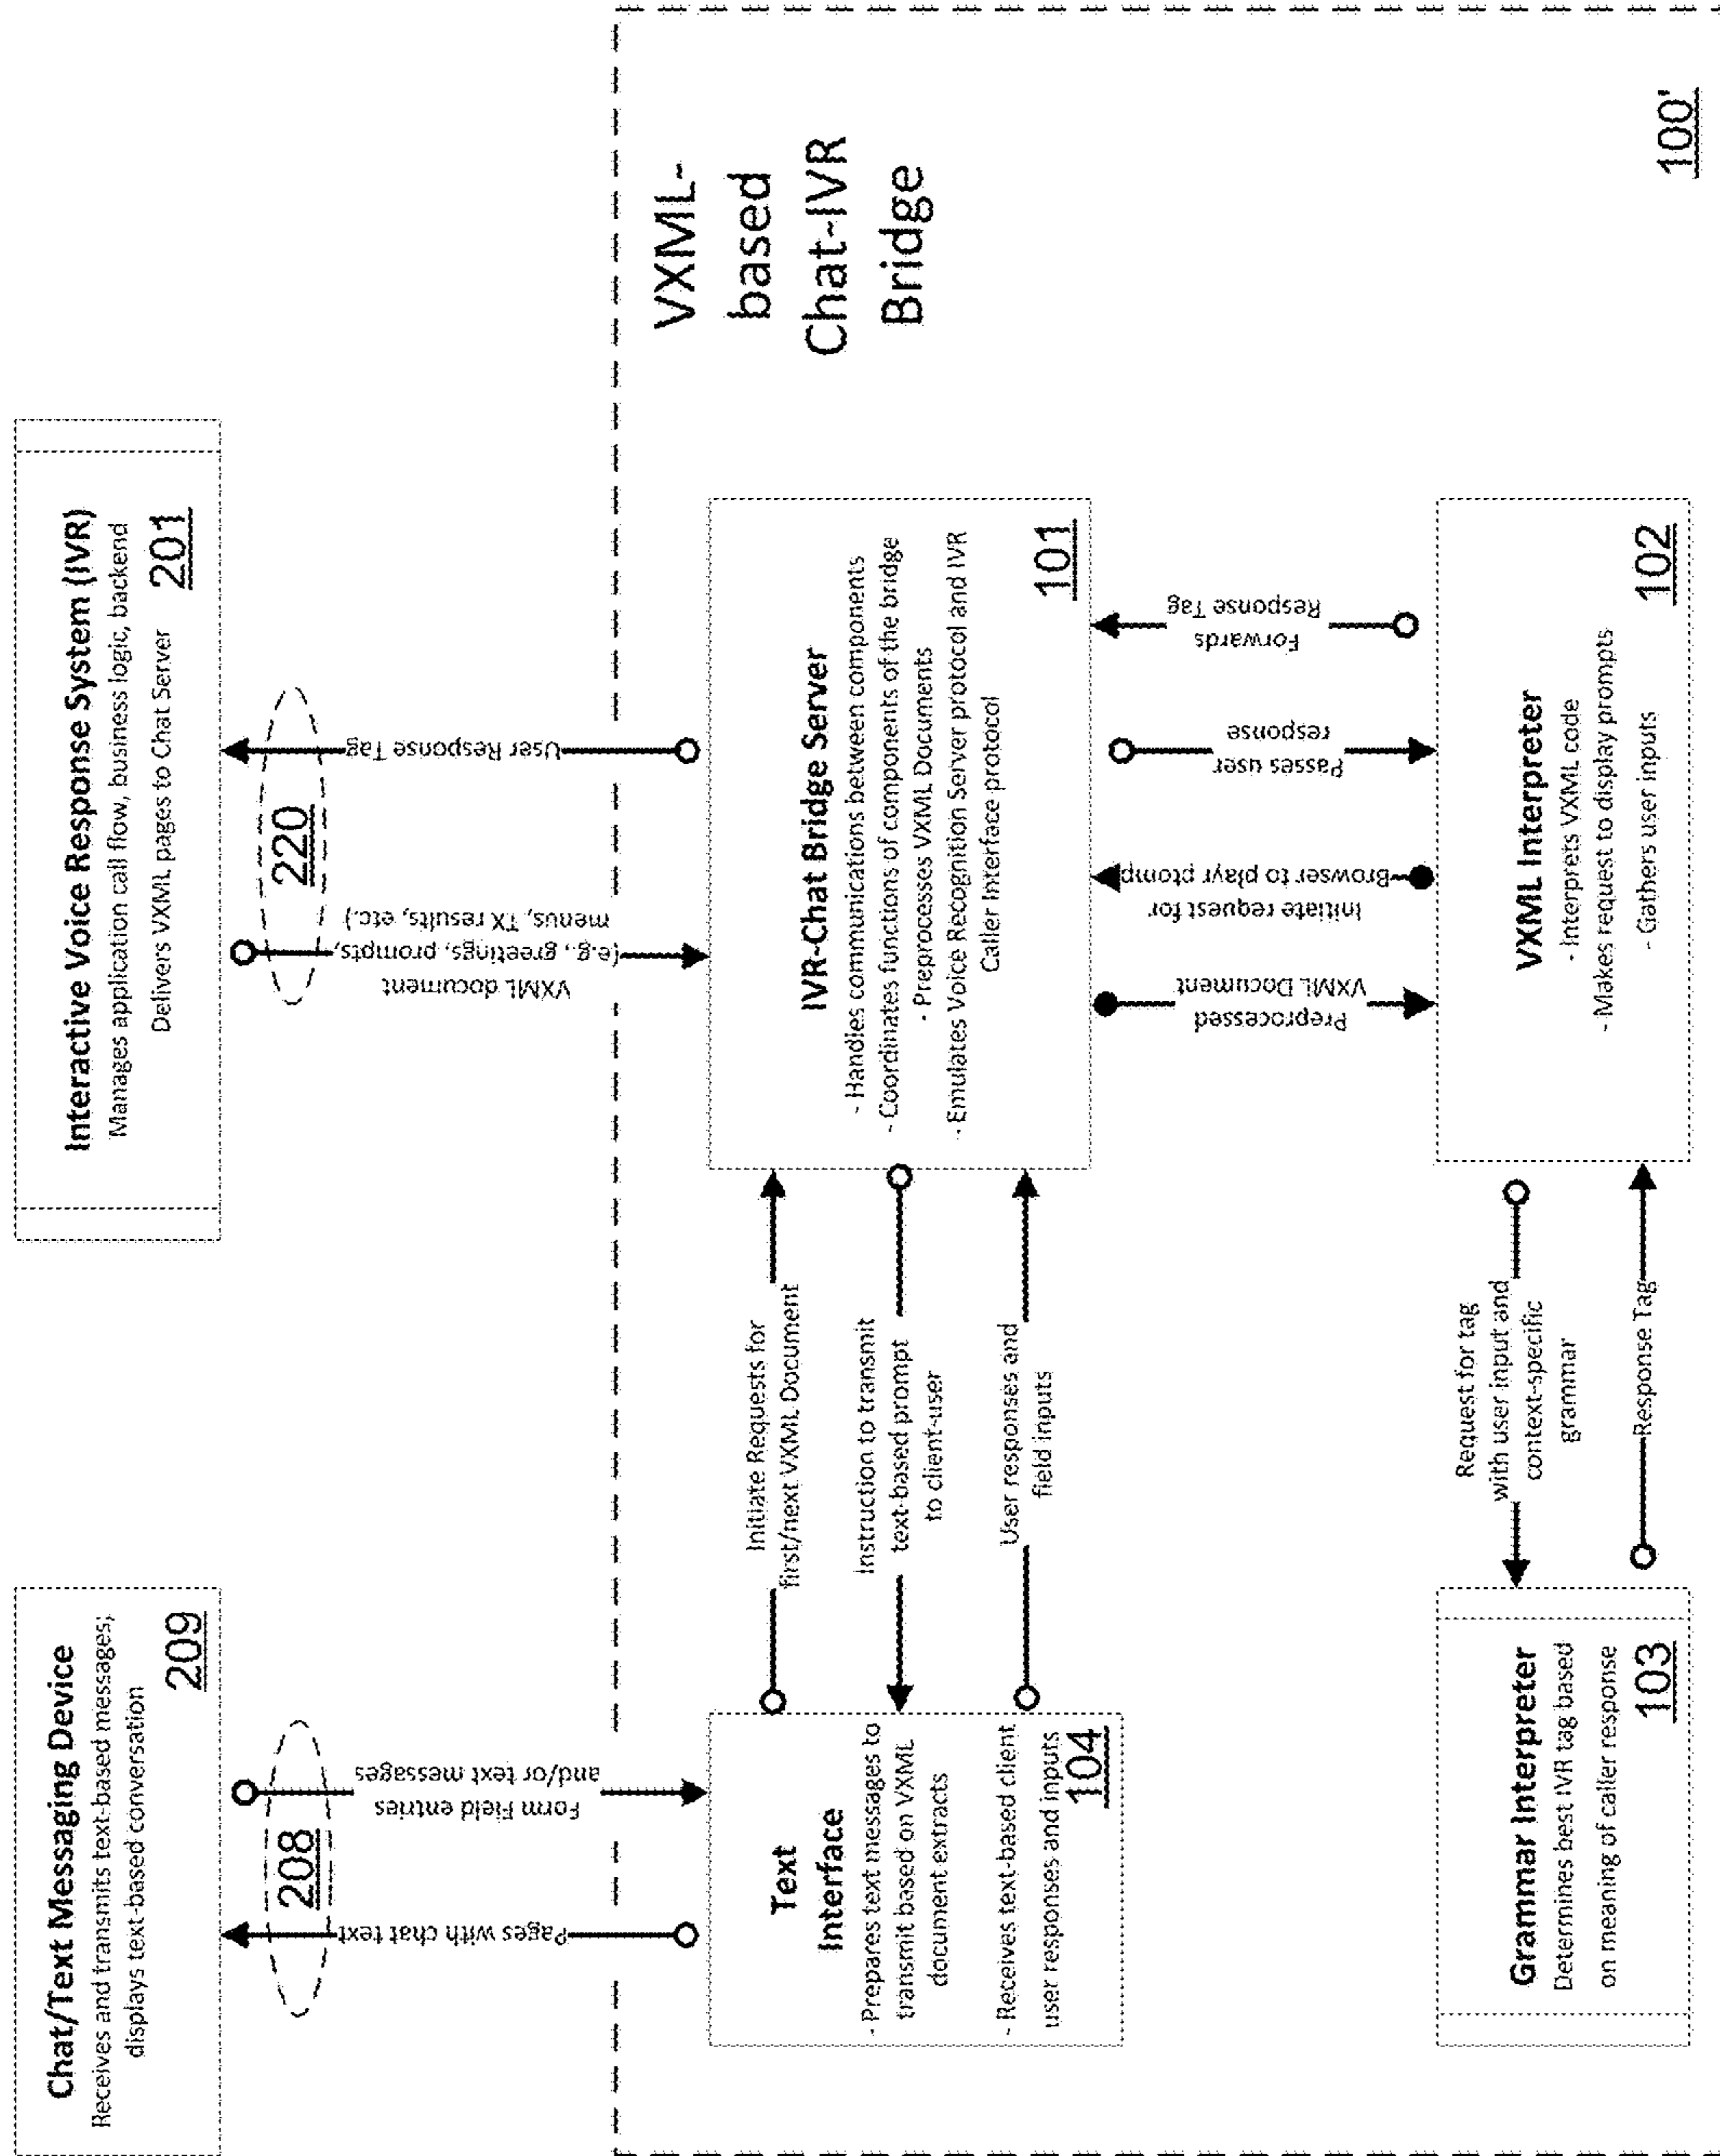 Chat/Text Messaging Device
Receives and transmits text-based messages;
displays text-based conversation
209
Interactive Voice Response System (IVR)
Manages application call flow, business logic, backend
Delivers VXML pages to Chat Server
201
208
Pages with chat text
Form Field entries
and/or text messages
220
VXML document
(e.g., greetings, prompts,
menus, TX results, etc.)
User Response Tag
VXML-
based
Chat-IVR
Bridge
Text
Interface
- Prepares text messages to
transmit based on VXML
document extracts
- Receives text-based client
user responses and inputs
104
Initiate Requests for
first/next VXML Document
Instruction to transmit
text-based prompt
to client-user
User responses and
field inputs
IVR-Chat Bridge Server
- Handles communications between components
- Coordinates functions of components of the bridge
- Preprocesses VXML Documents
- Emulates Voice Recognition Server protocol and IVR
Caller Interface protocol
101
Preprocessed
VXML Document
Initiate request for
Browser to playr ptomp
Passes user
response
Forwards
Response Tag
Grammar Interpreter
Determines best IVR tag based
on meaning of caller response
103
Request for tag
with user input and
context-specific
grammar
Response Tag
VXML Interpreter
- Interprets VXML code
- Makes request to display prompts
- Gathers user inputs
102
100'